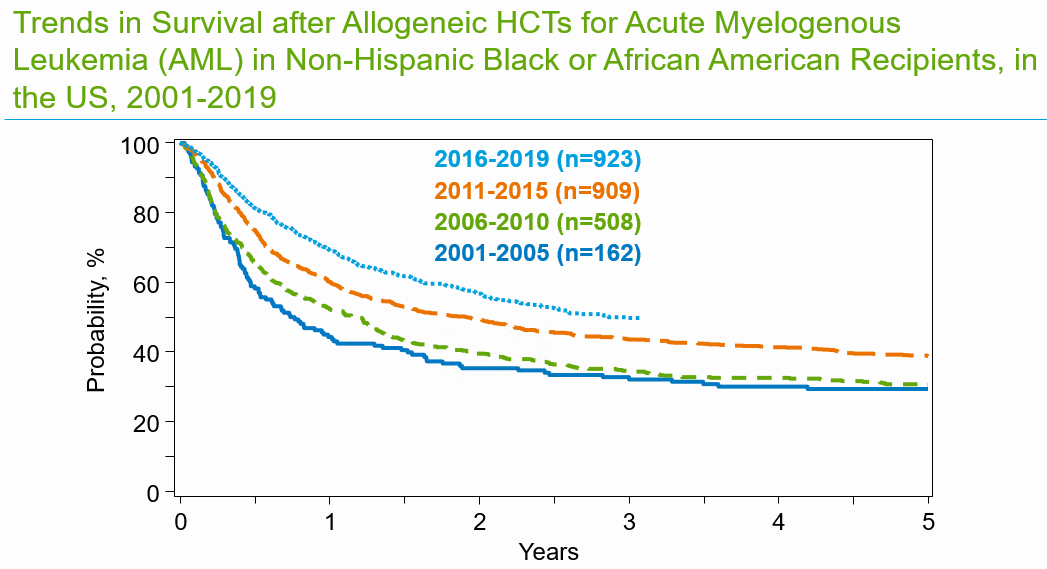 Trends in Survival after Allogeneic HCTs for Acute Myelogenous
Leukemia (AML) in Non-Hispanic Black or African American Recipients, in
the US, 2001-2019
100
80
60
40
20
0
Probability, %
2016-2019 (n=923)
2011-2015 (n=909)
2006-2010 (n=508)
2001-2005 (n=162)
0 1 2 3 4 5
Years